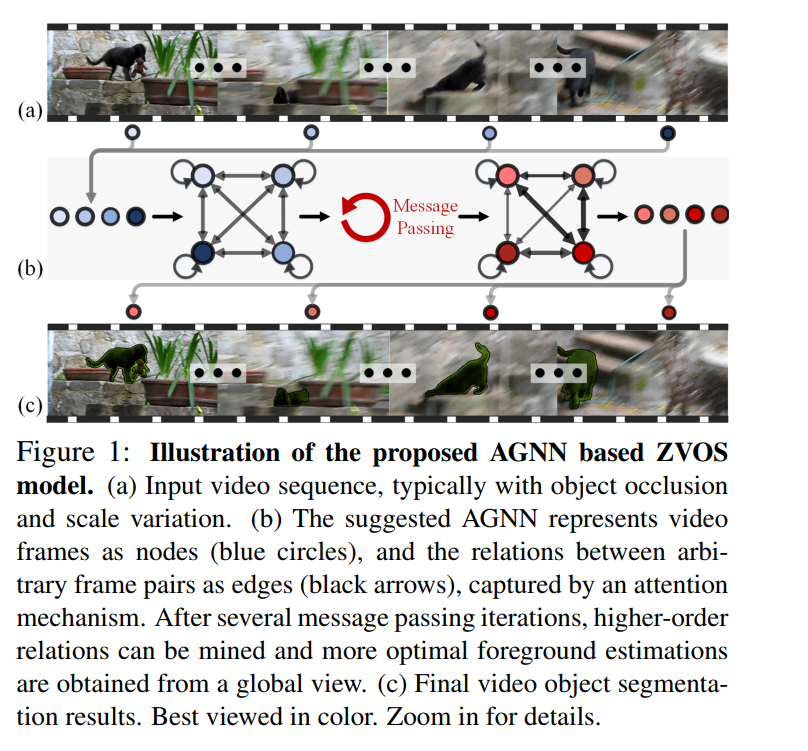 (a)
Message
Passing
(b)
(c)
Figure 1: Illustration of the proposed AGNN based ZVOS
model. (a) Input video sequence, typically with object occlusion
and scale variation. (b) The suggested AGNN represents video
frames as nodes (blue circles), and the relations between arbi-
trary frame pairs as edges (black arrows), captured by an attention
mechanism. After several message passing iterations, higher-order
relations can be mined and more optimal foreground estimations
are obtained from a global view. (c) Final video object segmenta-
tion results. Best viewed in color. Zoom in for details.